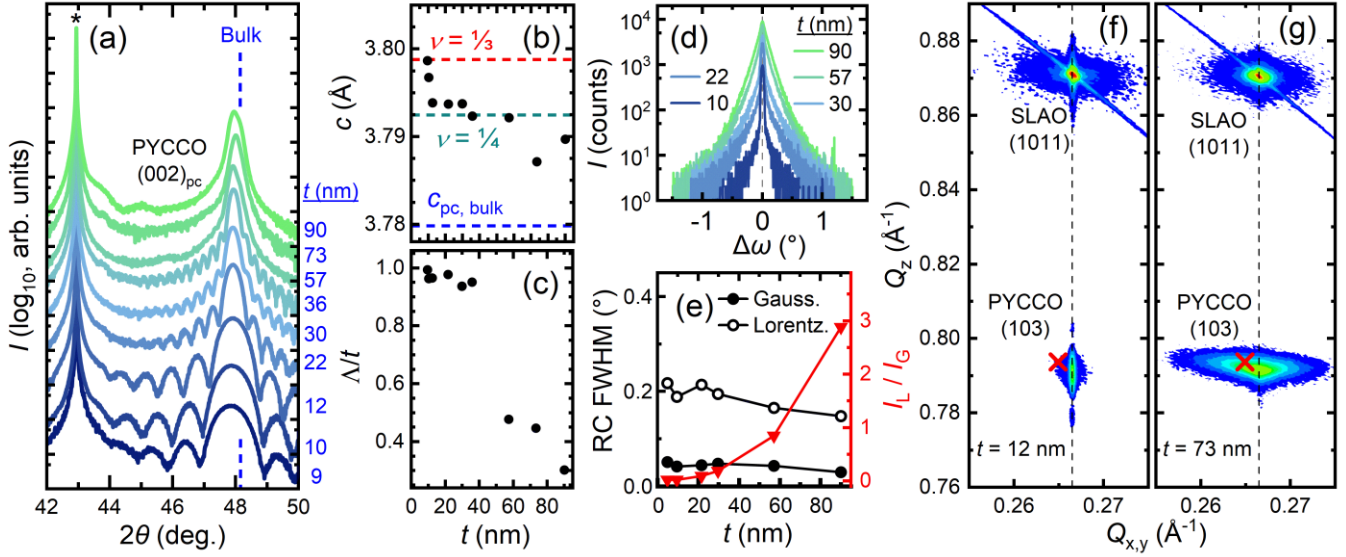 (a)
*
Bulk
PYCCO
(002)pc
I (log10, arb. units)
t (nm)
90
73
57
36
30
22
12
10
9
42 44 46 48 50
2θ (deg.)
(b)
ν = ⅓
ν = ¼
cpc, bulk
c (Å)
3.80
3.79
3.78
(c)
Λ/t
1.0
0.8
0.6
0.4
0 20 40 60 80
t (nm)
(d)
t (nm)
90
57
30
22
10
I (counts)
10⁴
10³
10²
10¹
10⁰
-1 0 1
Δω (°)
(e)
Gauss.
Lorentz.
RC FWHM (°)
0.4
0.2
0.0
IL / IG
3
2
1
0
0 20 40 60 80
t (nm)
(f)
SLAO
(1011)
PYCCO
(103)
t = 12 nm
Qz (Å⁻¹)
0.88
0.86
0.84
0.82
0.80
0.78
0.76
0.26 0.27
(g)
SLAO
(1011)
PYCCO
(103)
t = 73 nm
0.26 0.27
Qx,y (Å⁻¹)